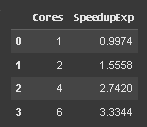 Cores SpeedupExp
0 1 0.9974
1 2 1.5558
2 4 2.7420
3 6 3.3344